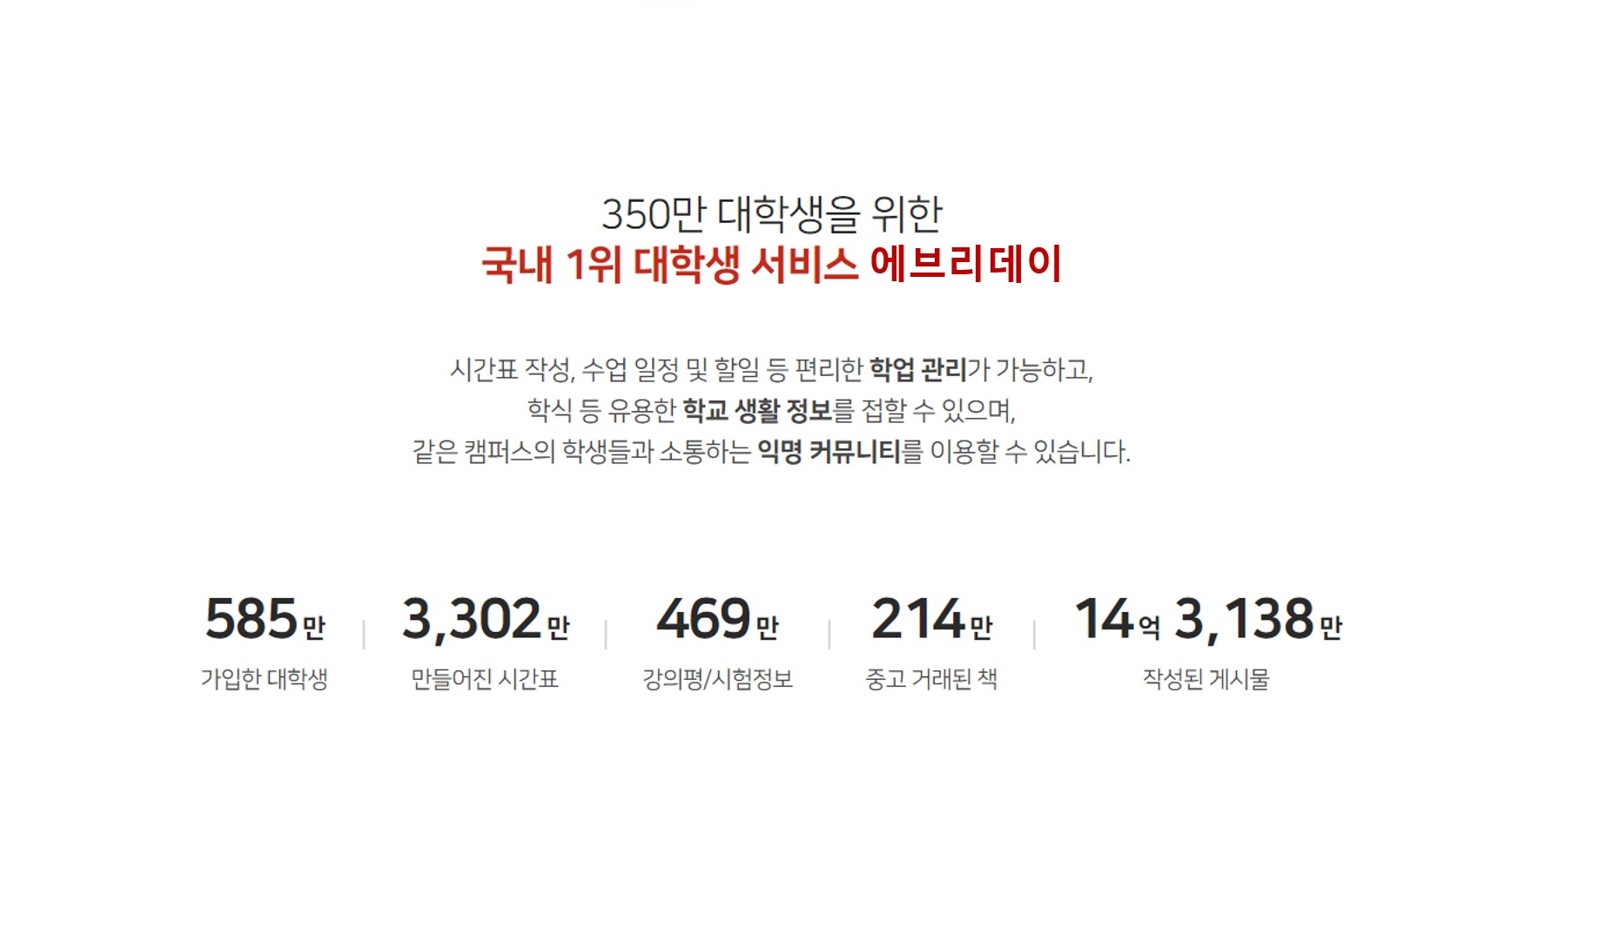 350만 대학생을 위한
국내 1위 대학생 서비스 에브리데이
시간표 작성, 수업 일정 및 할일 등 편리한 학업 관리가 가능하고,
학식 등 유용한 학교 생활 정보를 접할 수 있으며,
같은 캠퍼스의 학생들과 소통하는 익명 커뮤니티를 이용할 수 있습니다.
585만 3,302만 469만 214만 14억 3,138만
가입한 대학생 만들어진 시간표 강의평/시험정보 중고 거래된 책 작성된 게시물